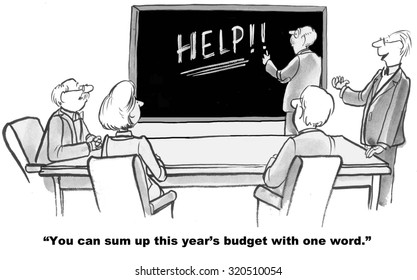 HELP!!
“You can sum up this year’s budget with one word.”
shutterstock.com · 320510054